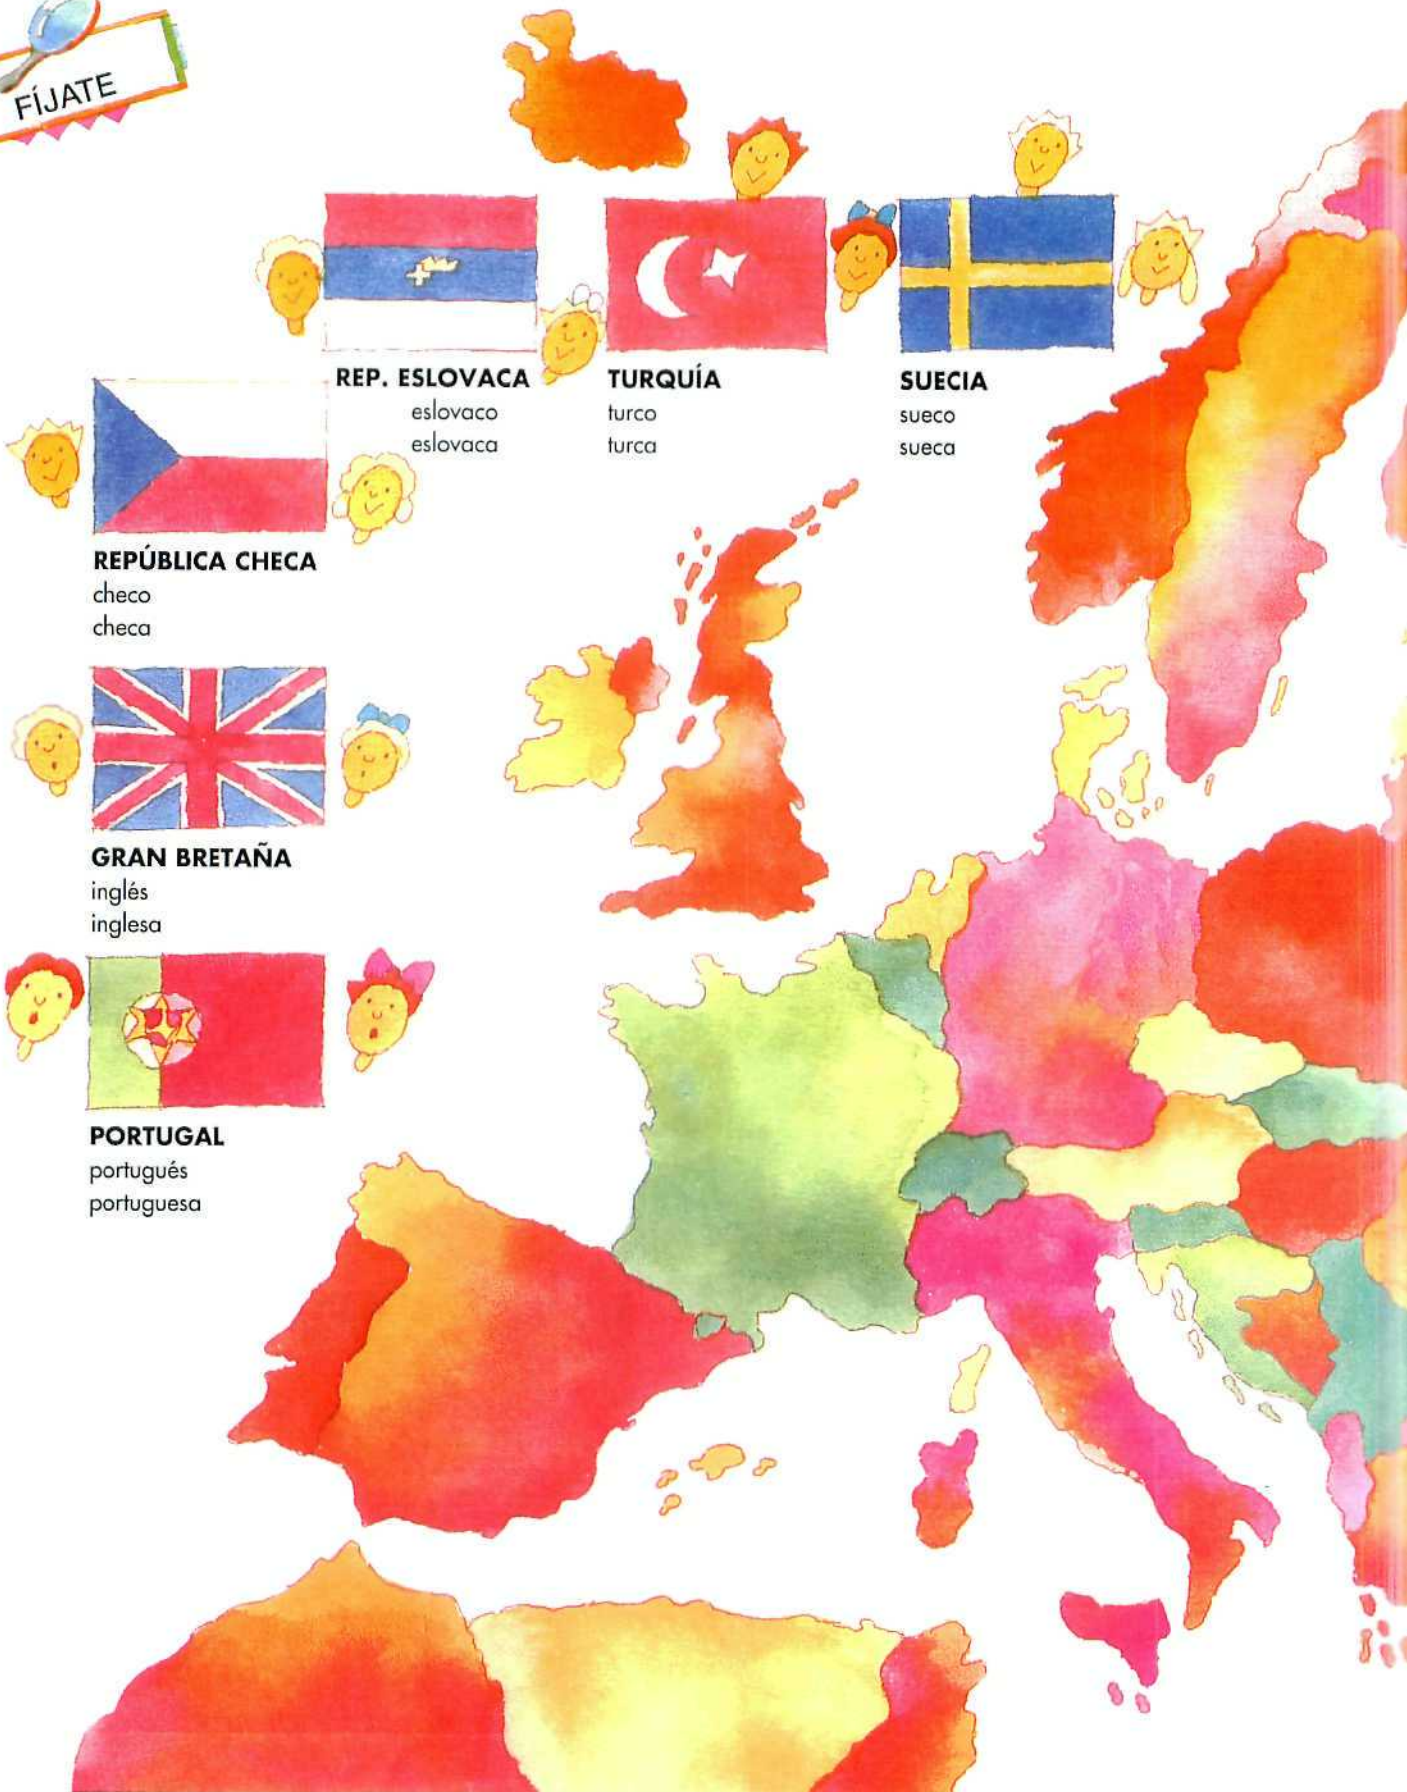 FÍJATE
REP. ESLOVACA
eslovaco
eslovaca
TURQUÍA
turco
turca
SUECIA
sueco
sueca
REPÚBLICA CHECA
checo
checa
GRAN BRETAÑA
inglés
inglesa
PORTUGAL
portugués
portuguesa